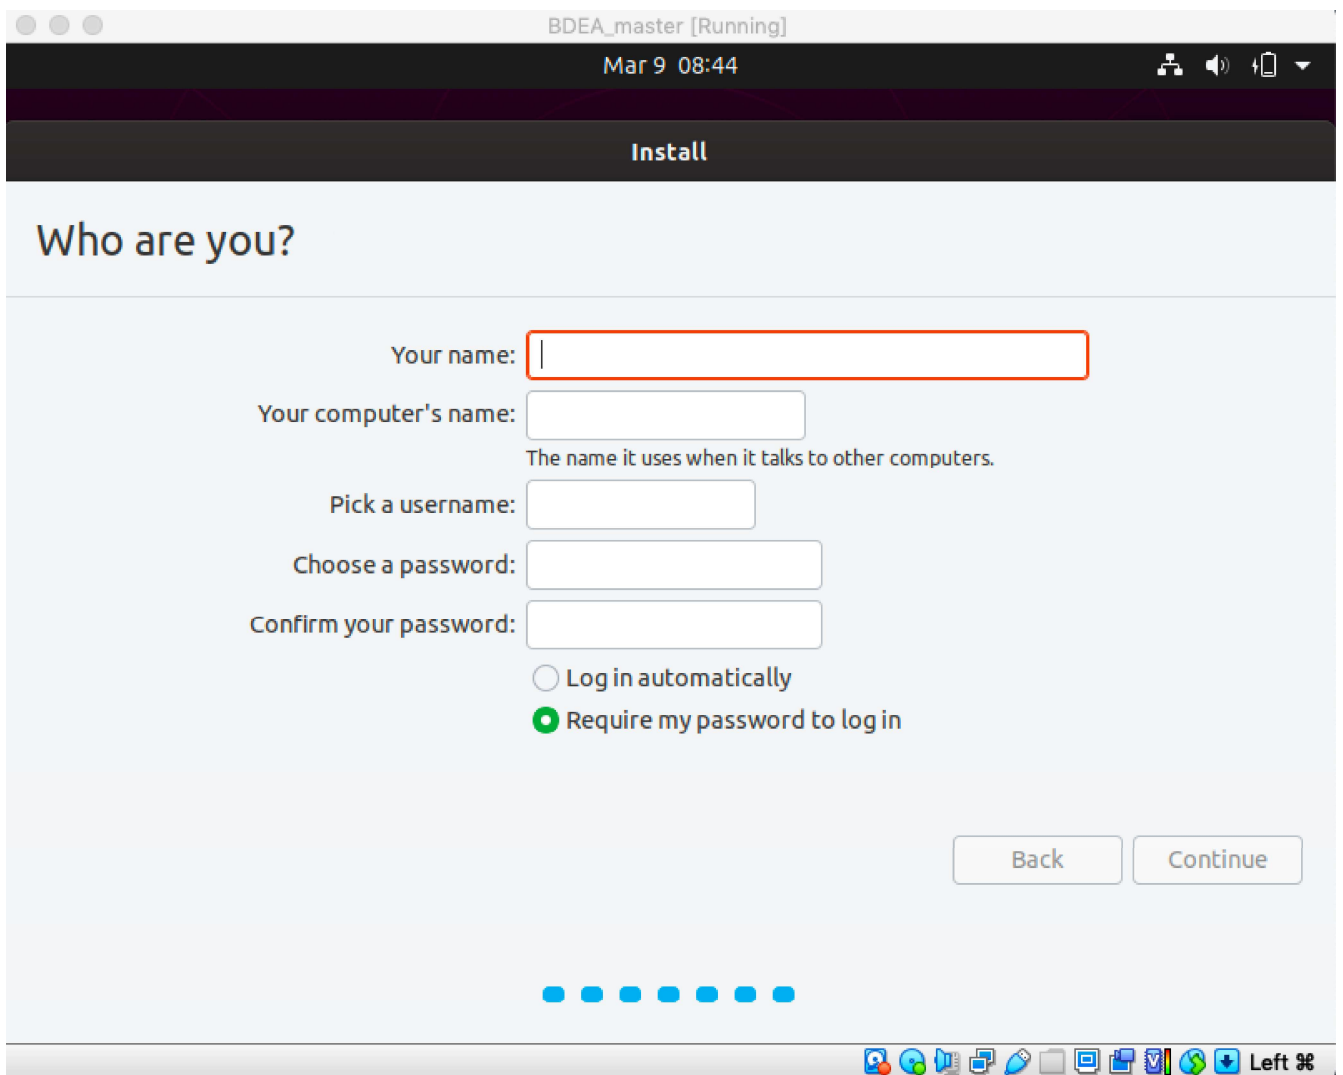 BDEA_master [Running]
Mar 9 08:44
Install
Who are you?
Your name:
Your computer's name:
The name it uses when it talks to other computers.
Pick a username:
Choose a password:
Confirm your password:
Log in automatically
Require my password to log in
Back Continue
Left ⌘